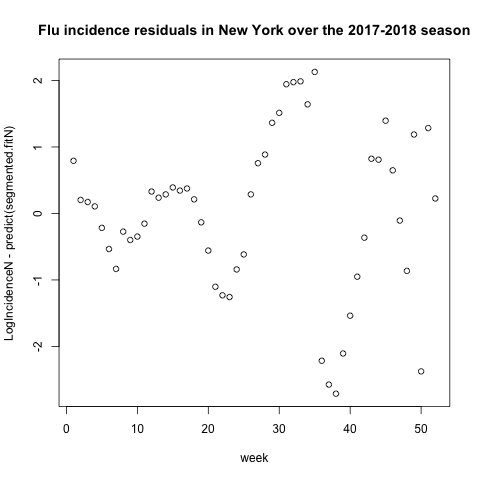 Flu incidence residuals in New York over the 2017-2018 season
LogIncidenceN - predict(segmented.fitN)
2
1
0
-1
-2
0 10 20 30 40 50
week